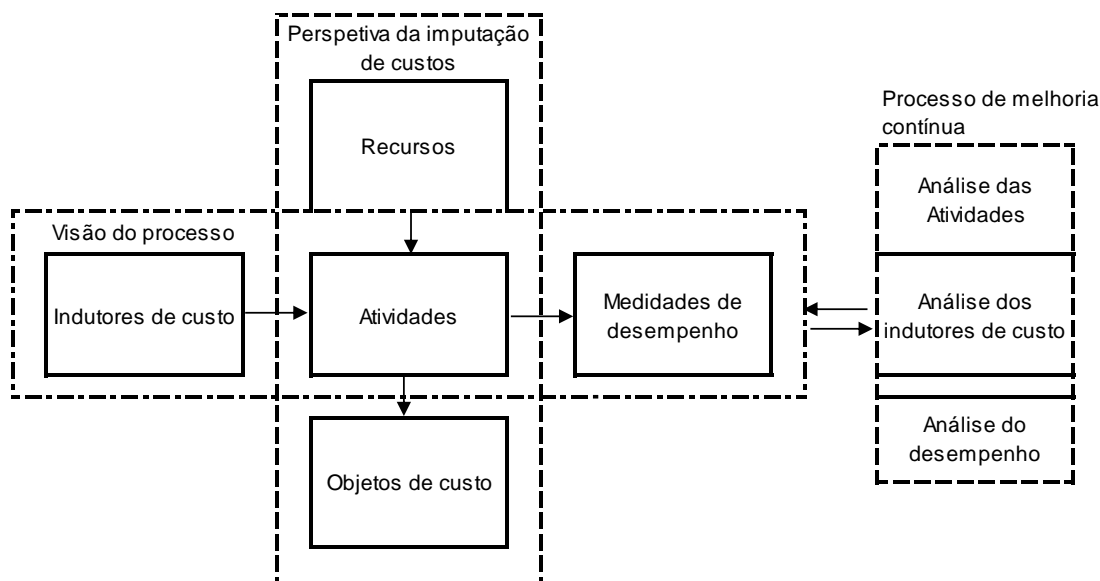 Perspetiva da imputação
de custos
Recursos
Processo de melhoria
contínua
Análise das
Atividades
Visão do processo
Indutores de custo
Atividades
Medidades de
desempenho
Análise dos
indutores de custo
Objetos de custo
Análise do
desempenho